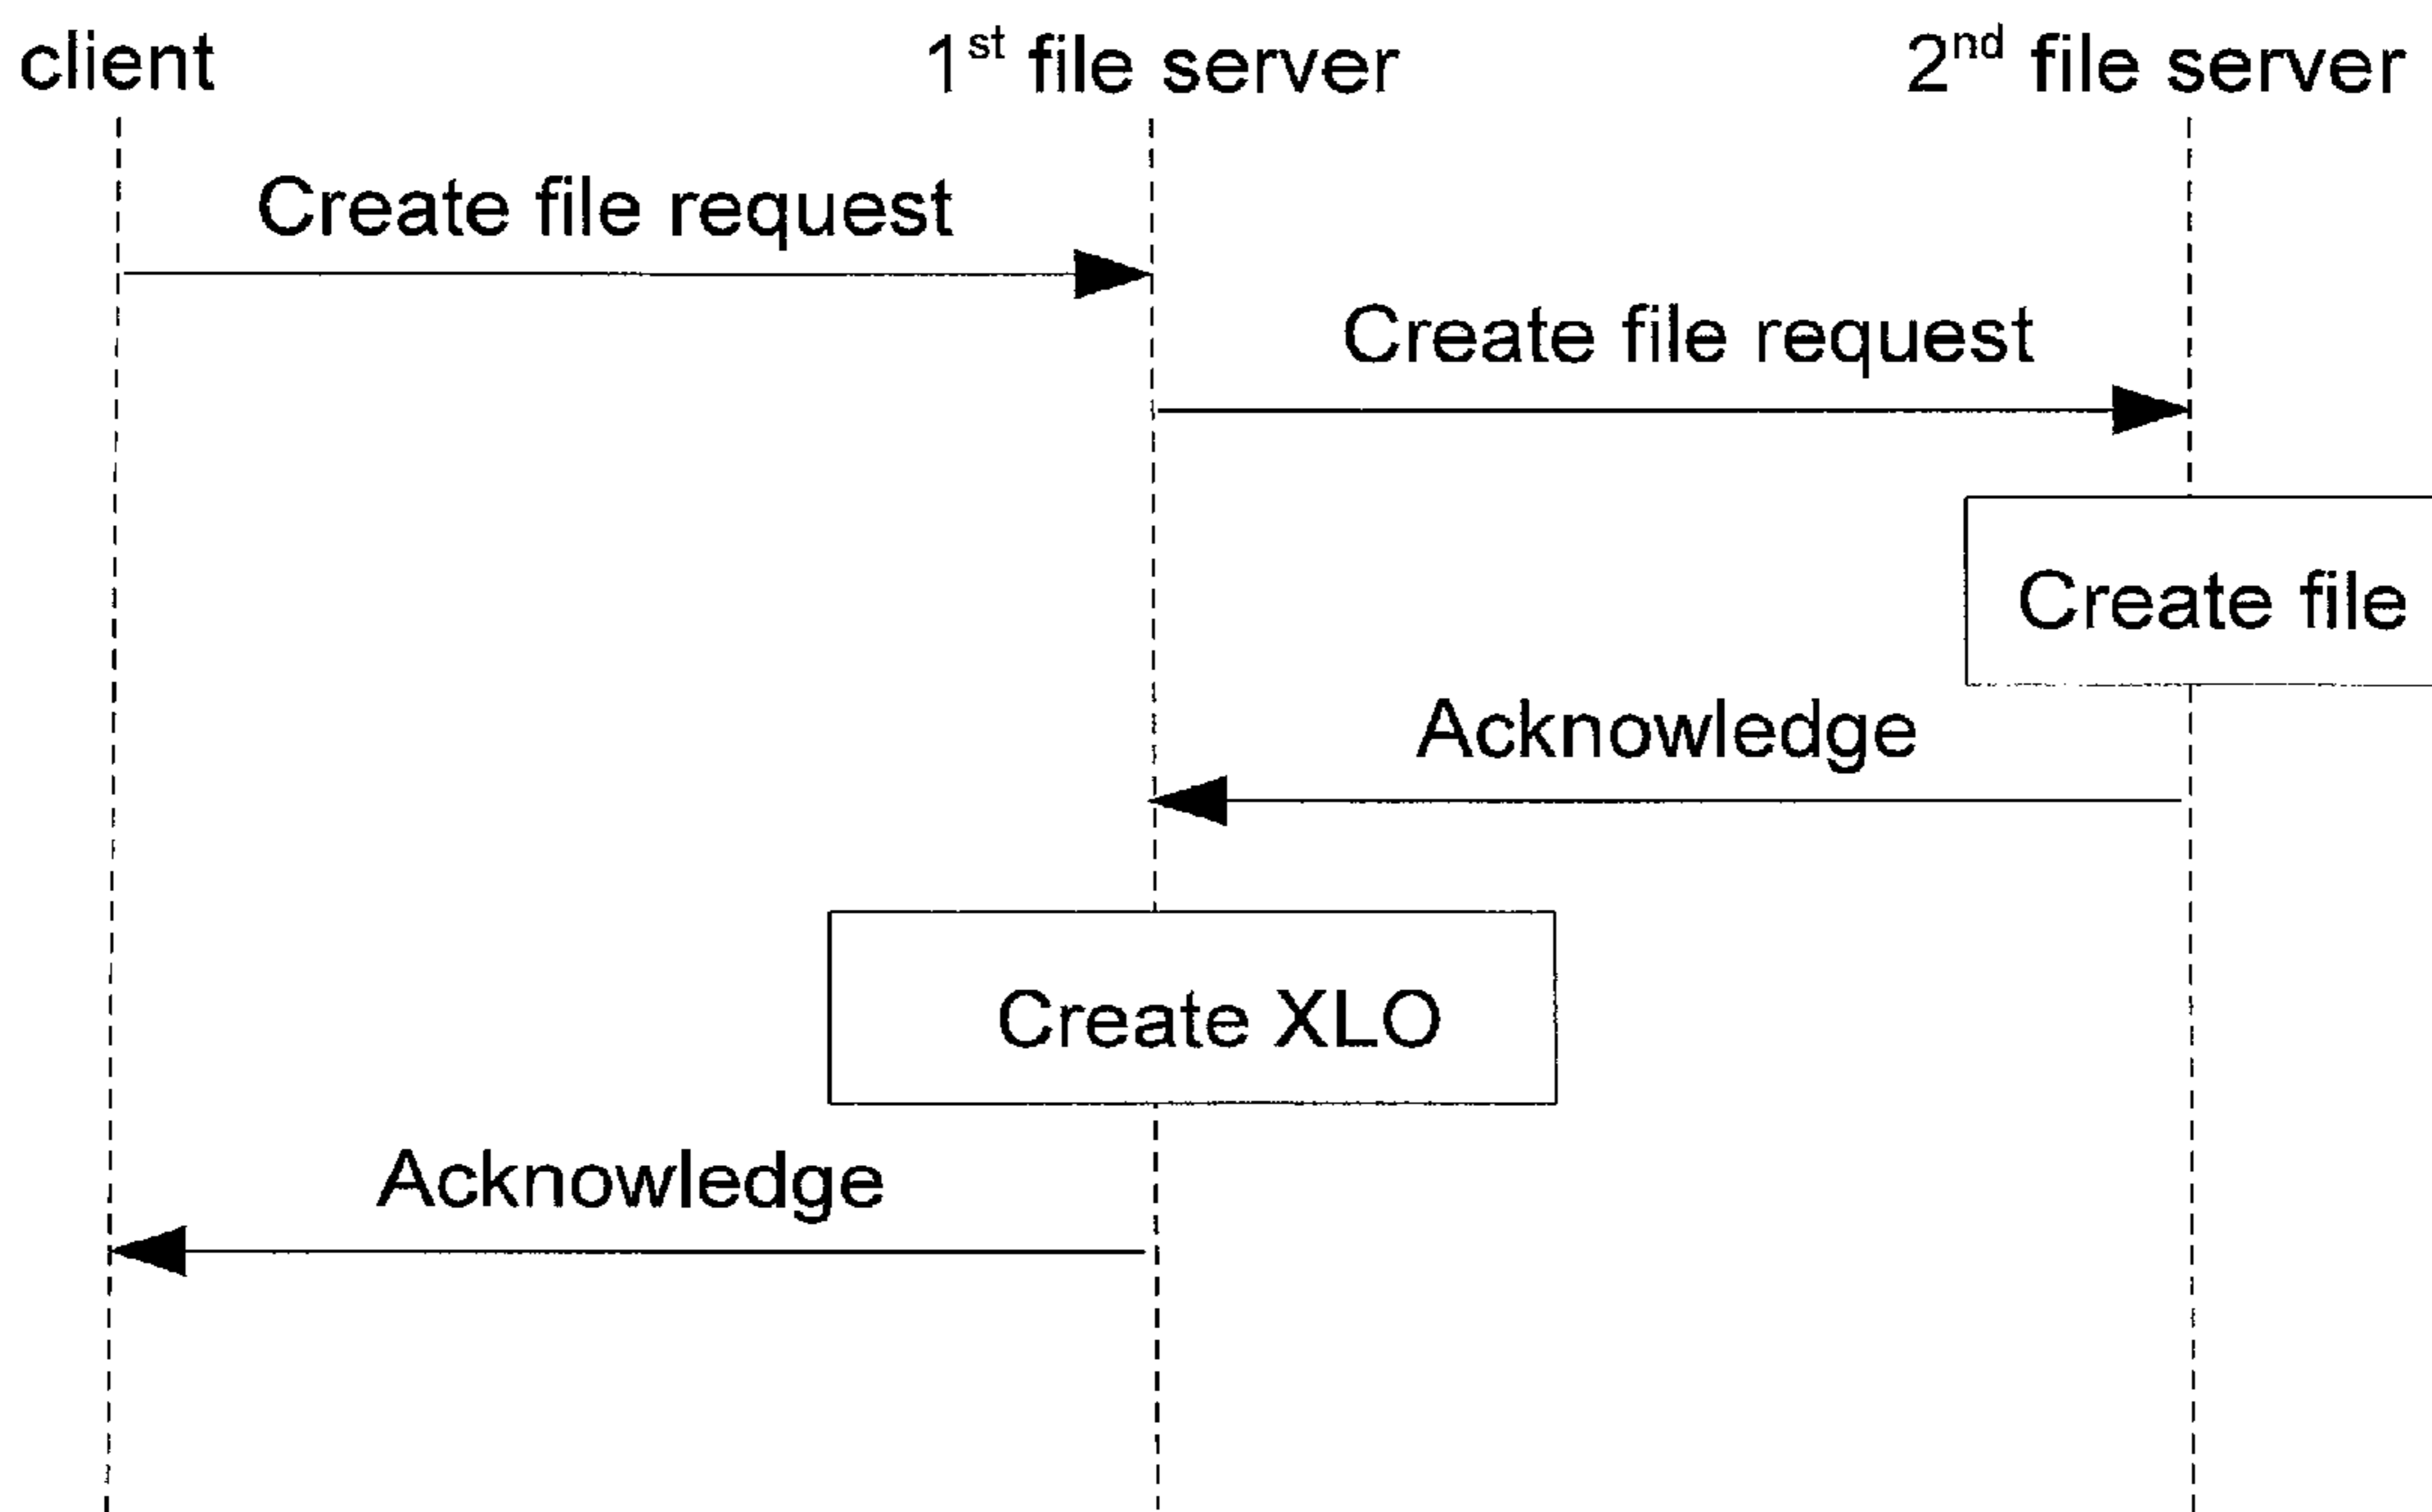 client 1st file server 2nd file server
Create file request
Create file request
Create file
Acknowledge
Create XLO
Acknowledge